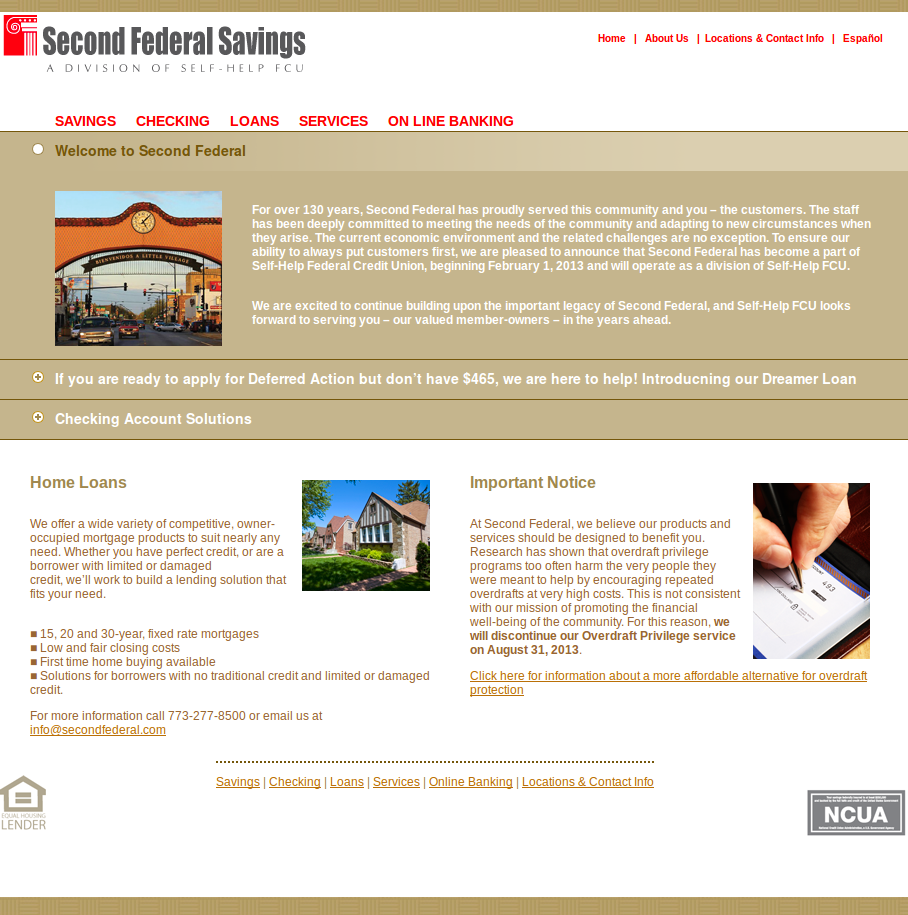 Second Federal Savings
A DIVISION OF SELF-HELP FCU
Home | About Us | Locations & Contact Info | Español
SAVINGS CHECKING LOANS SERVICES ON LINE BANKING
Welcome to Second Federal
BIENVENIDOS A LITTLE VILLAGE
For over 130 years, Second Federal has proudly served this community and you – the customers. The staff
has been deeply committed to meeting the needs of the community and adapting to new circumstances when
they arise. The current economic environment and the related challenges are no exception. To ensure our
ability to always put customers first, we are pleased to announce that Second Federal has become a part of
Self-Help Federal Credit Union, beginning February 1, 2013 and will operate as a division of Self-Help FCU.
We are excited to continue building upon the important legacy of Second Federal, and Self-Help FCU looks
forward to serving you – our valued member-owners – in the years ahead.
If you are ready to apply for Deferred Action but don't have $465, we are here to help! Introducning our Dreamer Loan
Checking Account Solutions
Home Loans
We offer a wide variety of competitive, owner-
occupied mortgage products to suit nearly any
need. Whether you have perfect credit, or are a
borrower with limited or damaged
credit, we'll work to build a lending solution that
fits your need.
■ 15, 20 and 30-year, fixed rate mortgages
■ Low and fair closing costs
■ First time home buying available
■ Solutions for borrowers with no traditional credit and limited or damaged
credit.
For more information call 773-277-8500 or email us at
info@secondfederal.com
Important Notice
At Second Federal, we believe our products and
services should be designed to benefit you.
Research has shown that overdraft privilege
programs too often harm the very people they
were meant to help by encouraging repeated
overdrafts at very high costs. This is not consistent
with our mission of promoting the financial
well-being of the community. For this reason, we
will discontinue our Overdraft Privilege service
on August 31, 2013.
493
Click here for information about a more affordable alternative for overdraft
protection
Savings | Checking | Loans | Services | Online Banking | Locations & Contact Info
EQUAL HOUSING
LENDER
NCUA